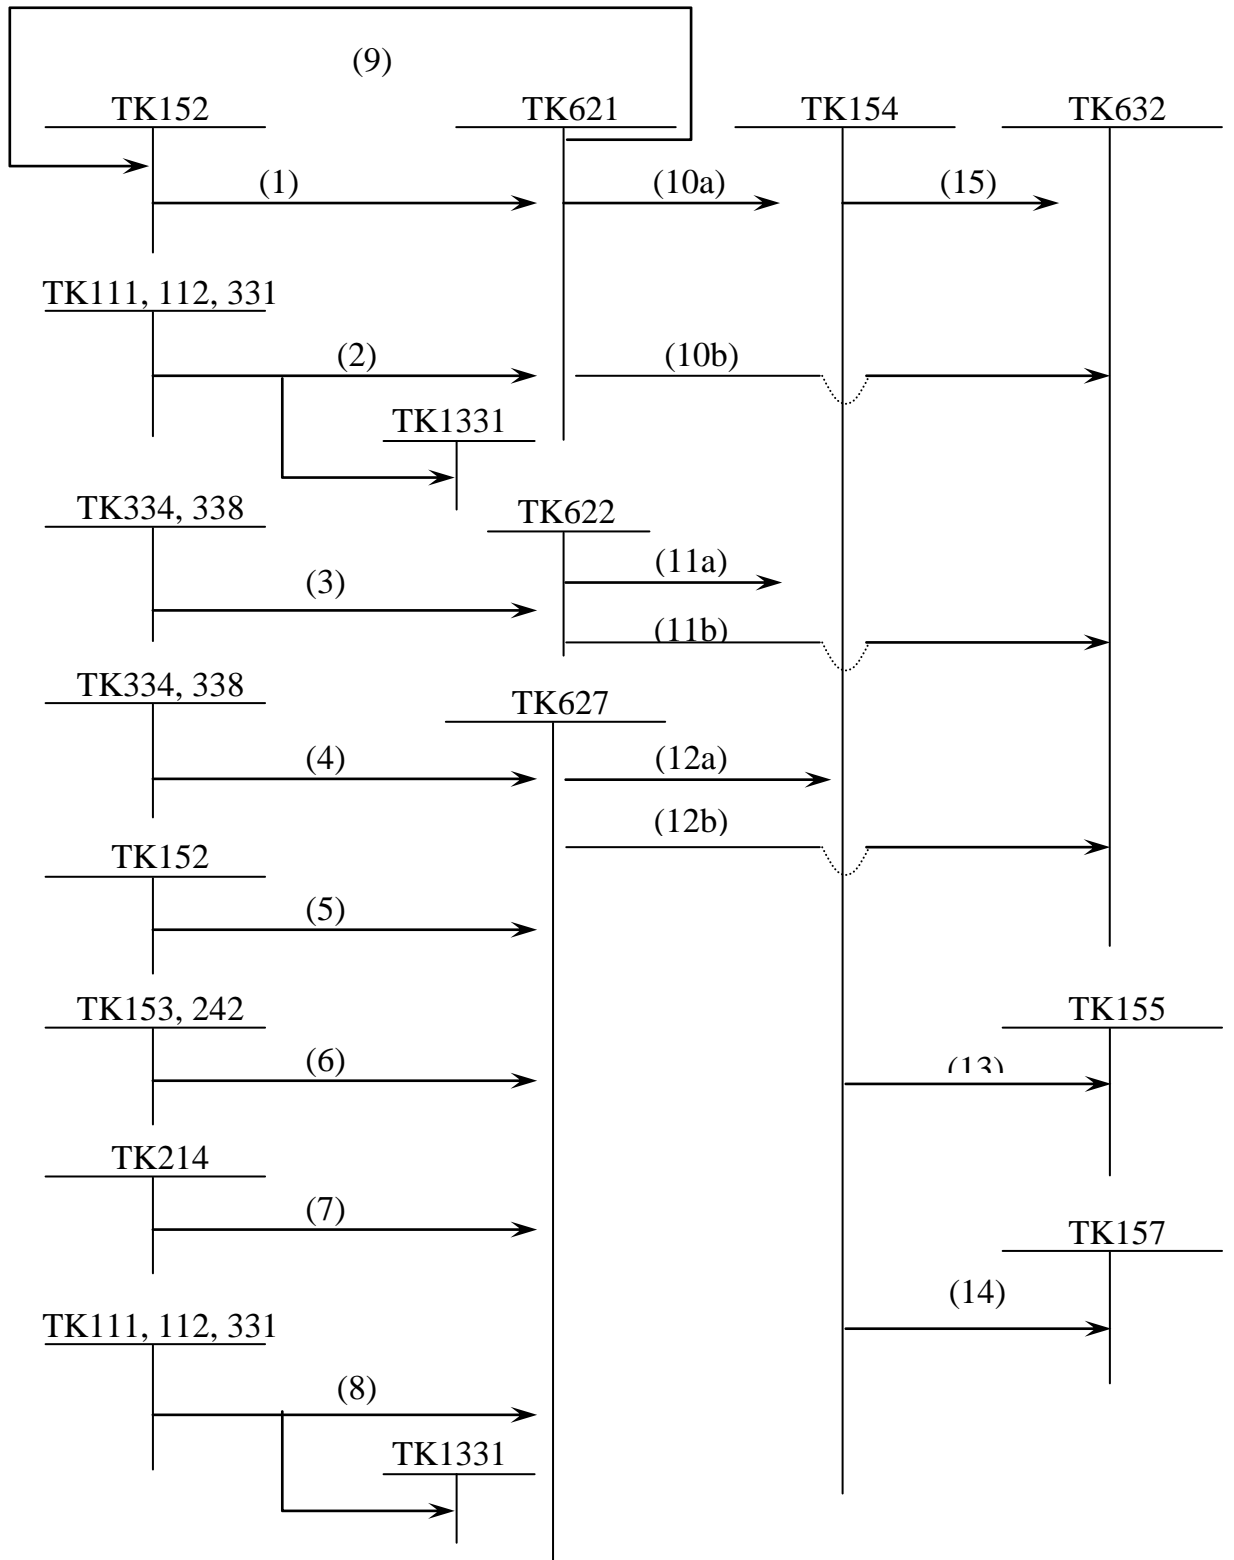 (9)
TK152
TK621
TK154
TK632
(1)
(10a)
(15)
TK111, 112, 331
(2)
(10b)
TK1331
TK334, 338
TK622
(3)
(11a)
(11b)
TK334, 338
TK627
(4)
(12a)
(12b)
TK152
(5)
TK153, 242
TK155
(6)
(13)
TK214
(7)
TK157
(14)
TK111, 112, 331
(8)
TK1331